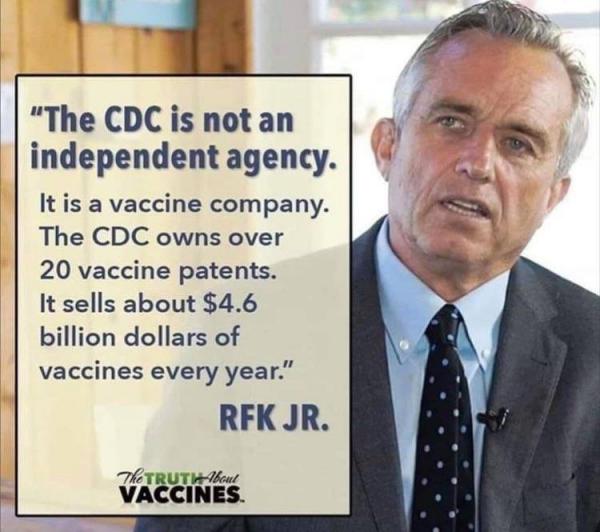 “The CDC is not an
independent agency.
It is a vaccine company.
The CDC owns over
20 vaccine patents.
It sells about $4.6
billion dollars of
vaccines every year.”
RFK JR.
The TRUTH About
VACCINES